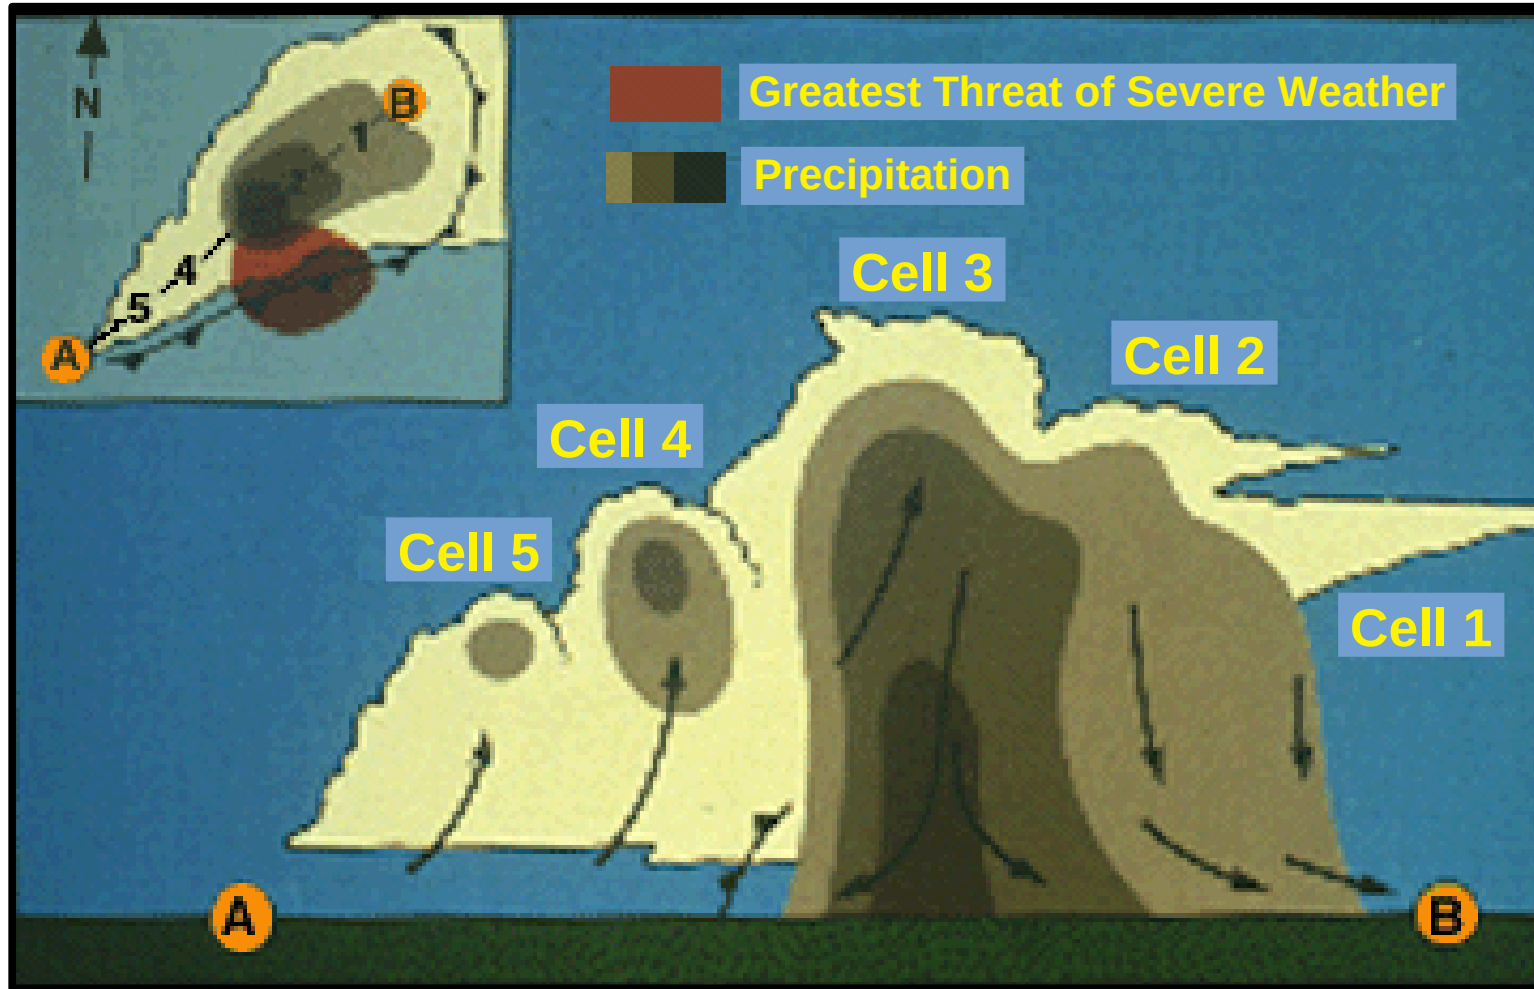 N
B
1
2
4
5
A
Greatest Threat of Severe Weather
Precipitation
Cell 3
Cell 2
Cell 4
Cell 5
Cell 1
A
B